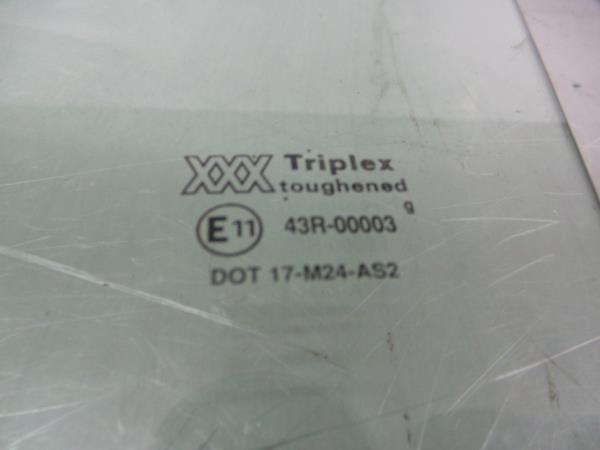 XXX Triplex
toughened
E11 43R-00003 g
DOT 17-M24-AS2